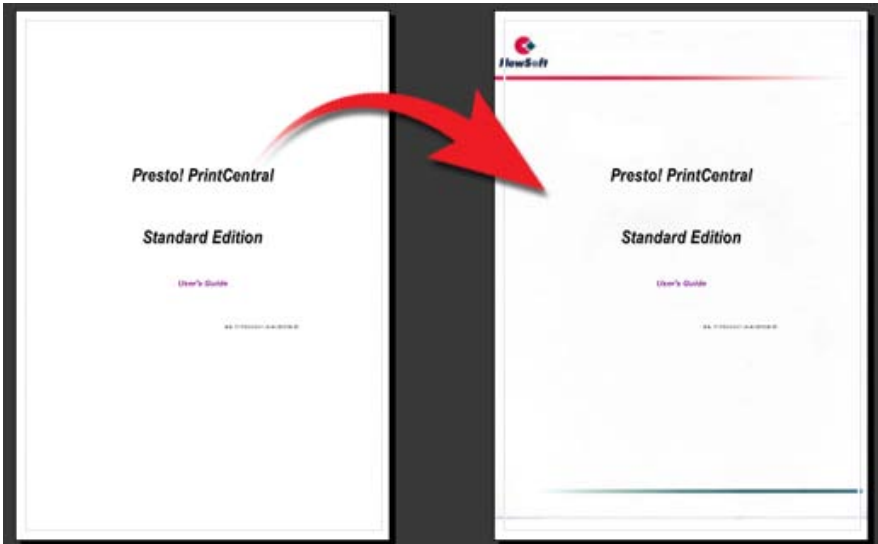 Presto! PrintCentral
Standard Edition
User's Guide
NewSoft
Presto! PrintCentral
Standard Edition
User's Guide